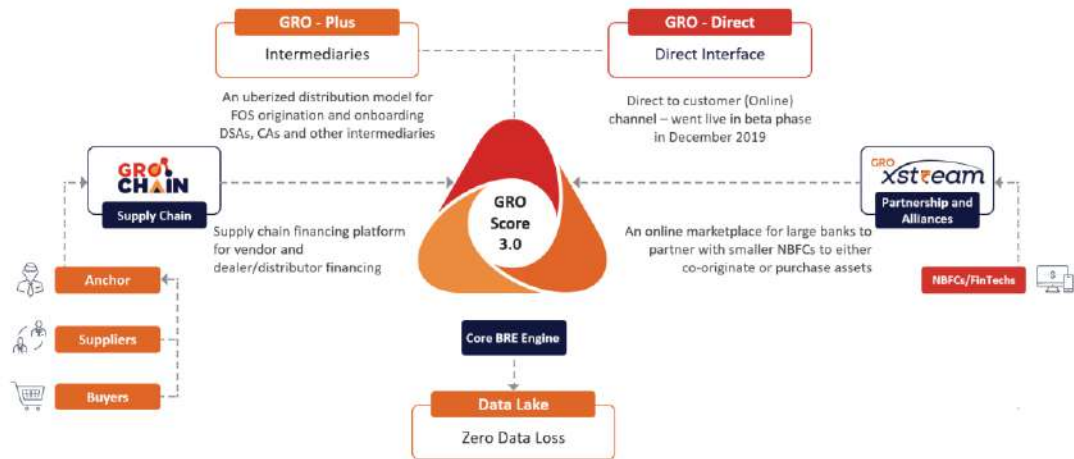 GRO - Plus
Intermediaries
An uberized distribution model for
FOS origination and onboarding
DSAs, CAs and other intermediaries
GRO - Direct
Direct Interface
Direct to customer (Online)
channel – went live in beta phase
in December 2019
GRO
CHAIN
Supply Chain
Supply chain financing platform
for vendor and
dealer/distributor financing
GRO
Score
3.0
GRO
xstream
Partnership and
Alliances
An online marketplace for large banks to
partner with smaller NBFCs to either
co-originate or purchase assets
NBFCs/FinTechs
$
Anchor
Suppliers
Buyers
Core BRE Engine
Data Lake
Zero Data Loss